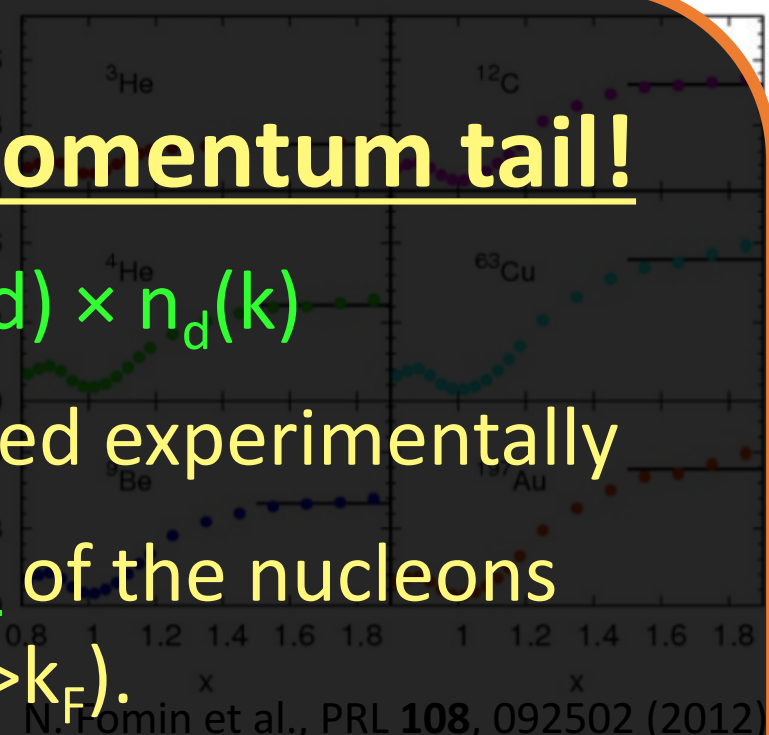 ³He
¹²C
omentum tail!
⁴He
⁶³Cu
d) × n_d(k)
ed experimentally
⁹Be
¹⁹⁷Au
of the nucleons
0.8 1 1.2 1.4 1.6 1.8 1 1.2 1.4 1.6 1.8
>k_F).
x x
N. Fomin et al., PRL 108, 092502 (2012)